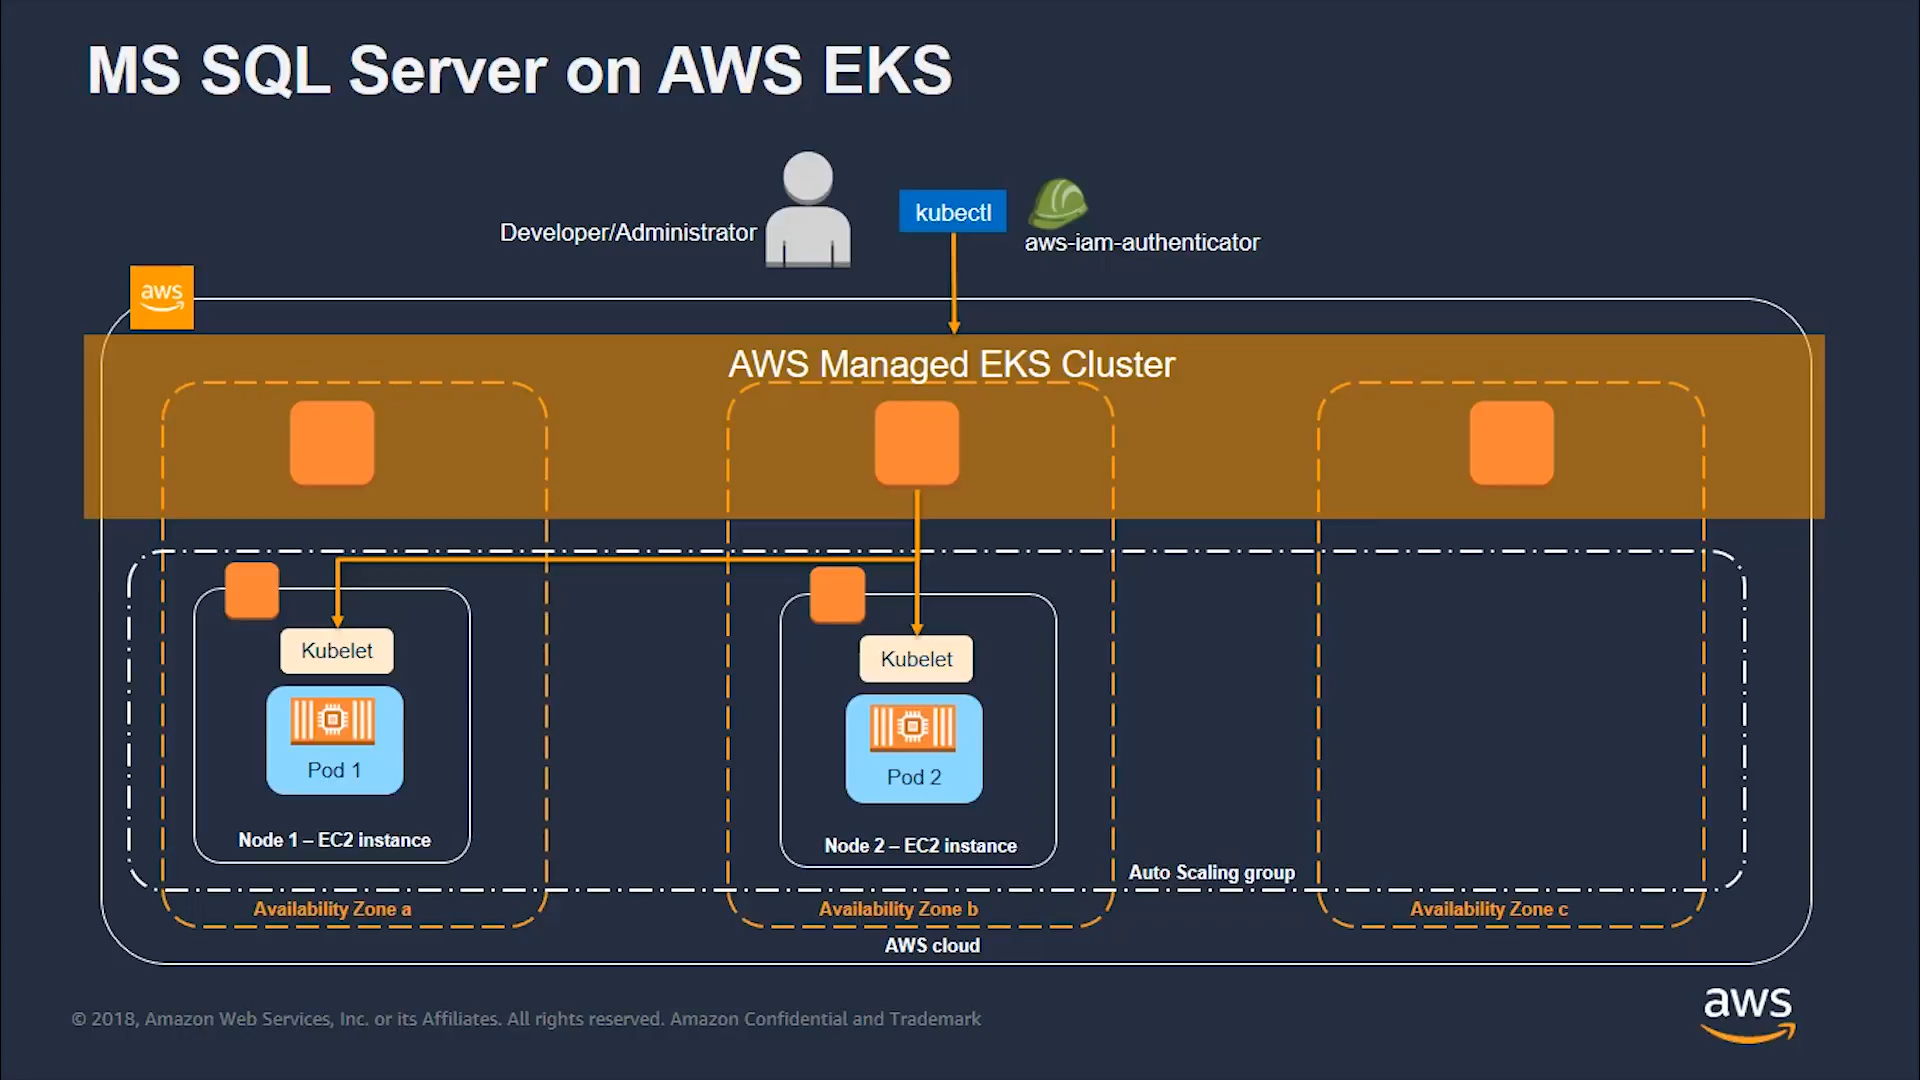 MS SQL Server on AWS EKS
Developer/Administrator
kubectl
aws-iam-authenticator
aws
AWS Managed EKS Cluster
Kubelet
Kubelet
Pod 1
Pod 2
Node 1 – EC2 instance
Node 2 – EC2 instance
Auto Scaling group
Availability Zone a
Availability Zone b
Availability Zone c
AWS cloud
© 2018, Amazon Web Services, Inc. or its Affiliates. All rights reserved. Amazon Confidential and Trademark
aws